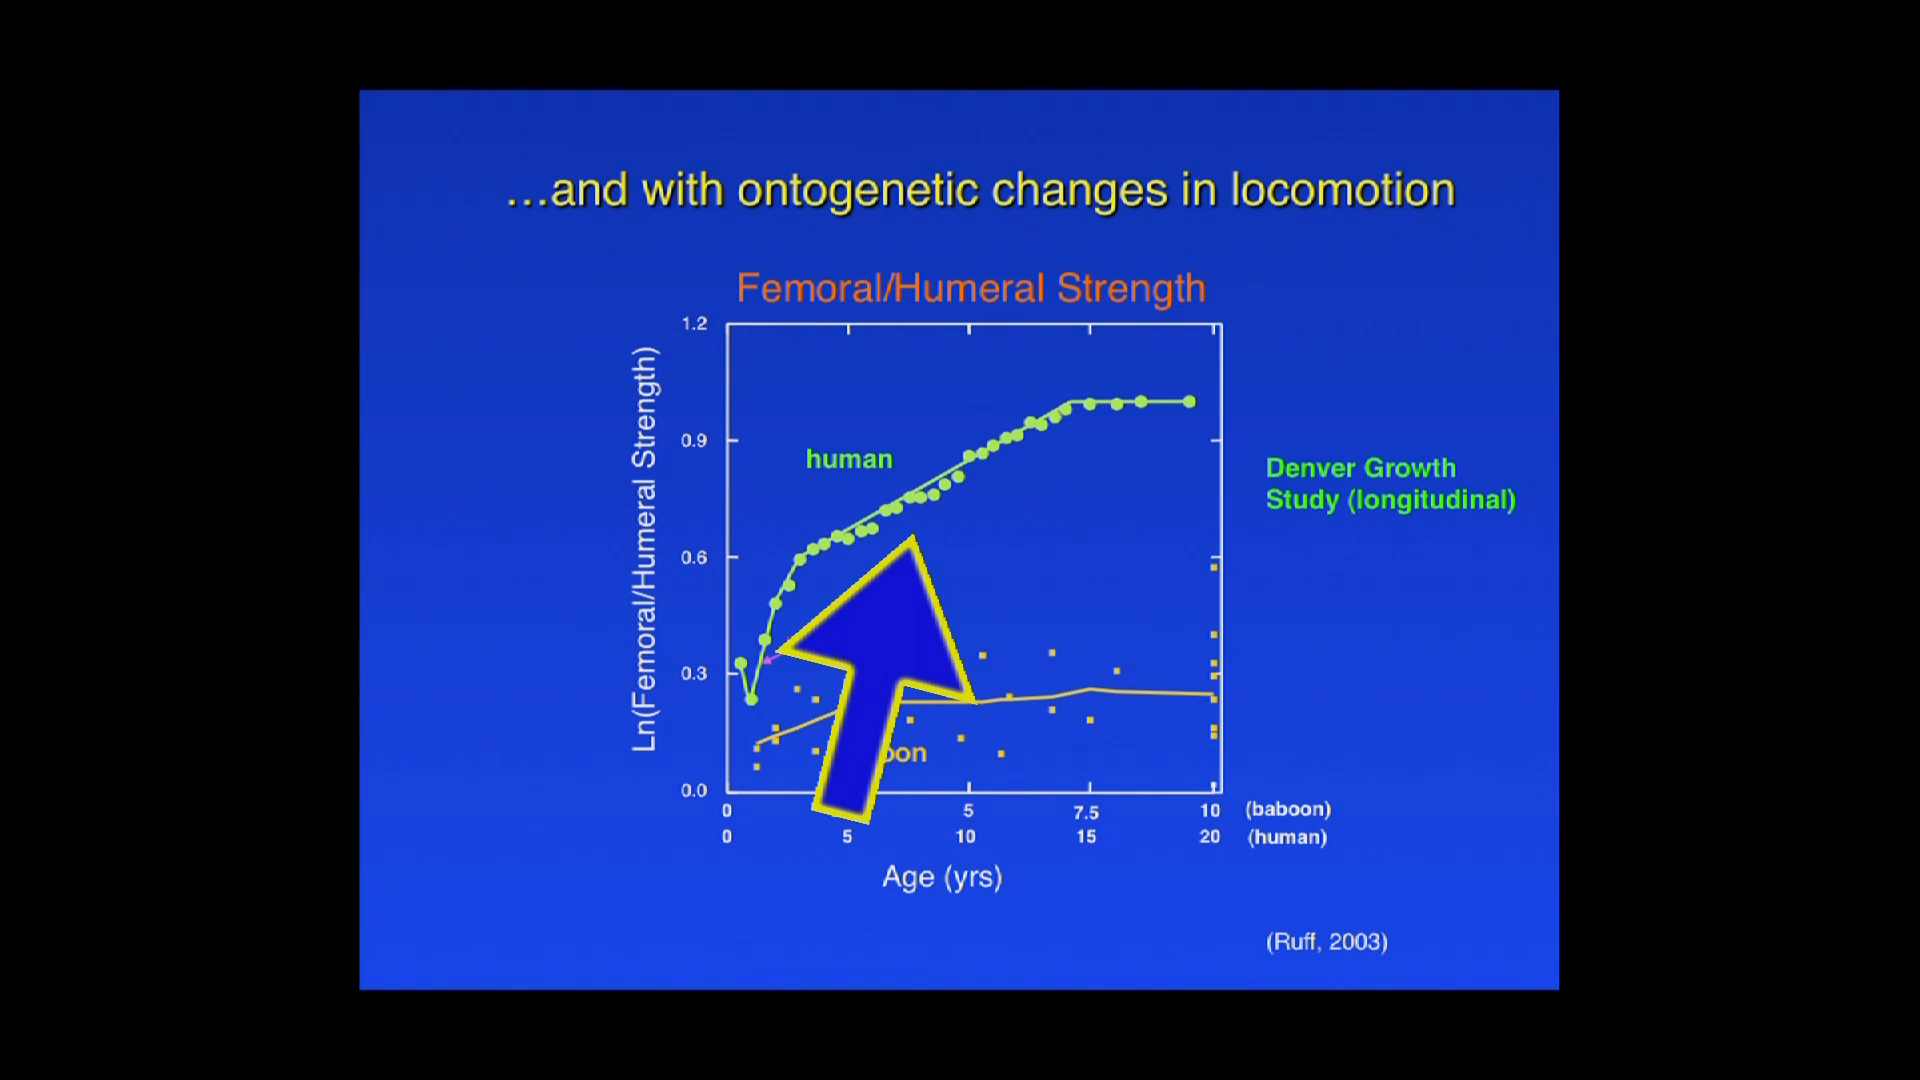 ...and with ontogenetic changes in locomotion
Femoral/Humeral Strength
Ln(Femoral/Humeral Strength)
1.2
0.9
0.6
0.3
0.0
human
Denver Growth
Study (longitudinal)
0 5 7.5 10 (baboon)
0 5 10 15 20 (human)
Age (yrs)
(Ruff, 2003)